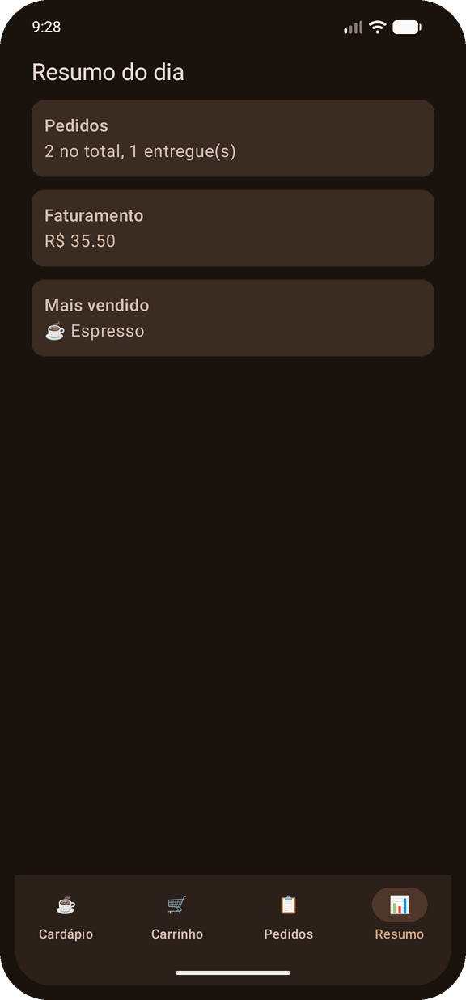 9:28
Resumo do dia
Pedidos
2 no total, 1 entregue(s)
Faturamento
R$ 35.50
Mais vendido
☕ Espresso
Cardápio
Carrinho
Pedidos
Resumo